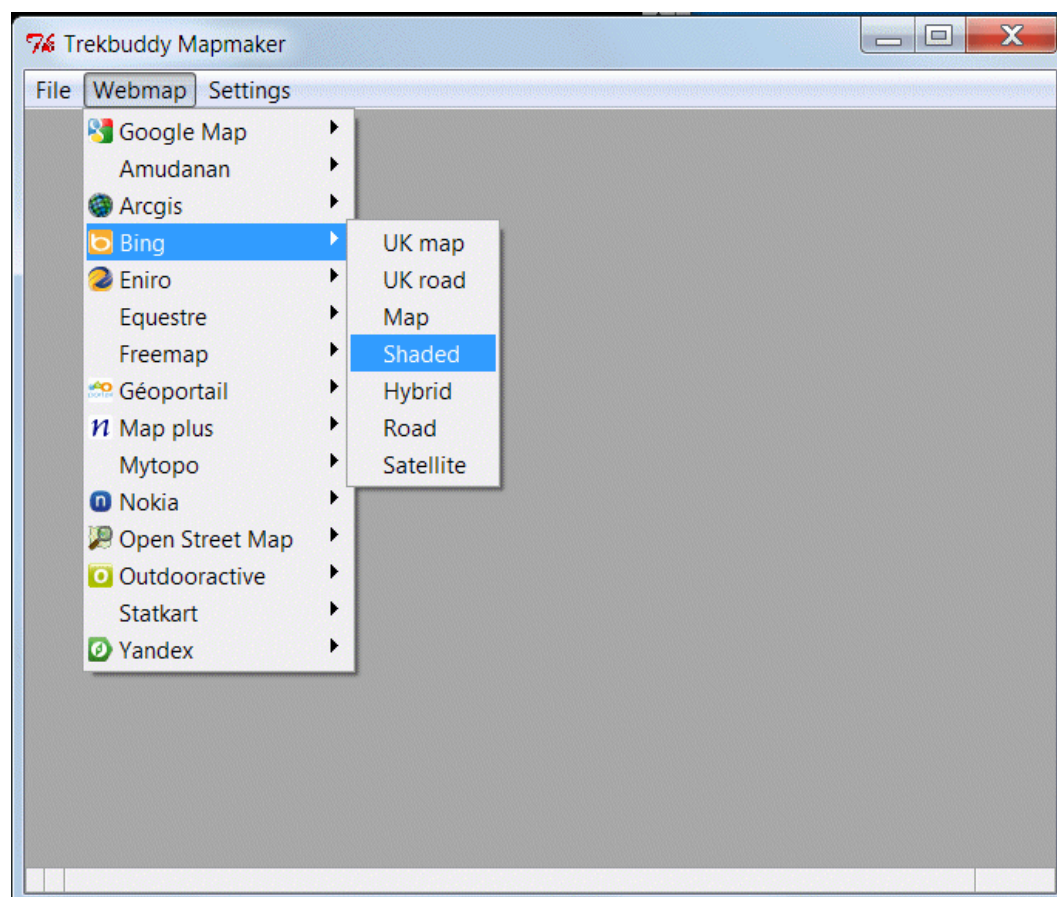 Trekbuddy Mapmaker
File Webmap Settings
Google Map
Amudanan
Arcgis
Bing
Eniro
Equestre
Freemap
Géoportail
Map plus
Mytopo
Nokia
Open Street Map
Outdooractive
Statkart
Yandex
UK map
UK road
Map
Shaded
Hybrid
Road
Satellite